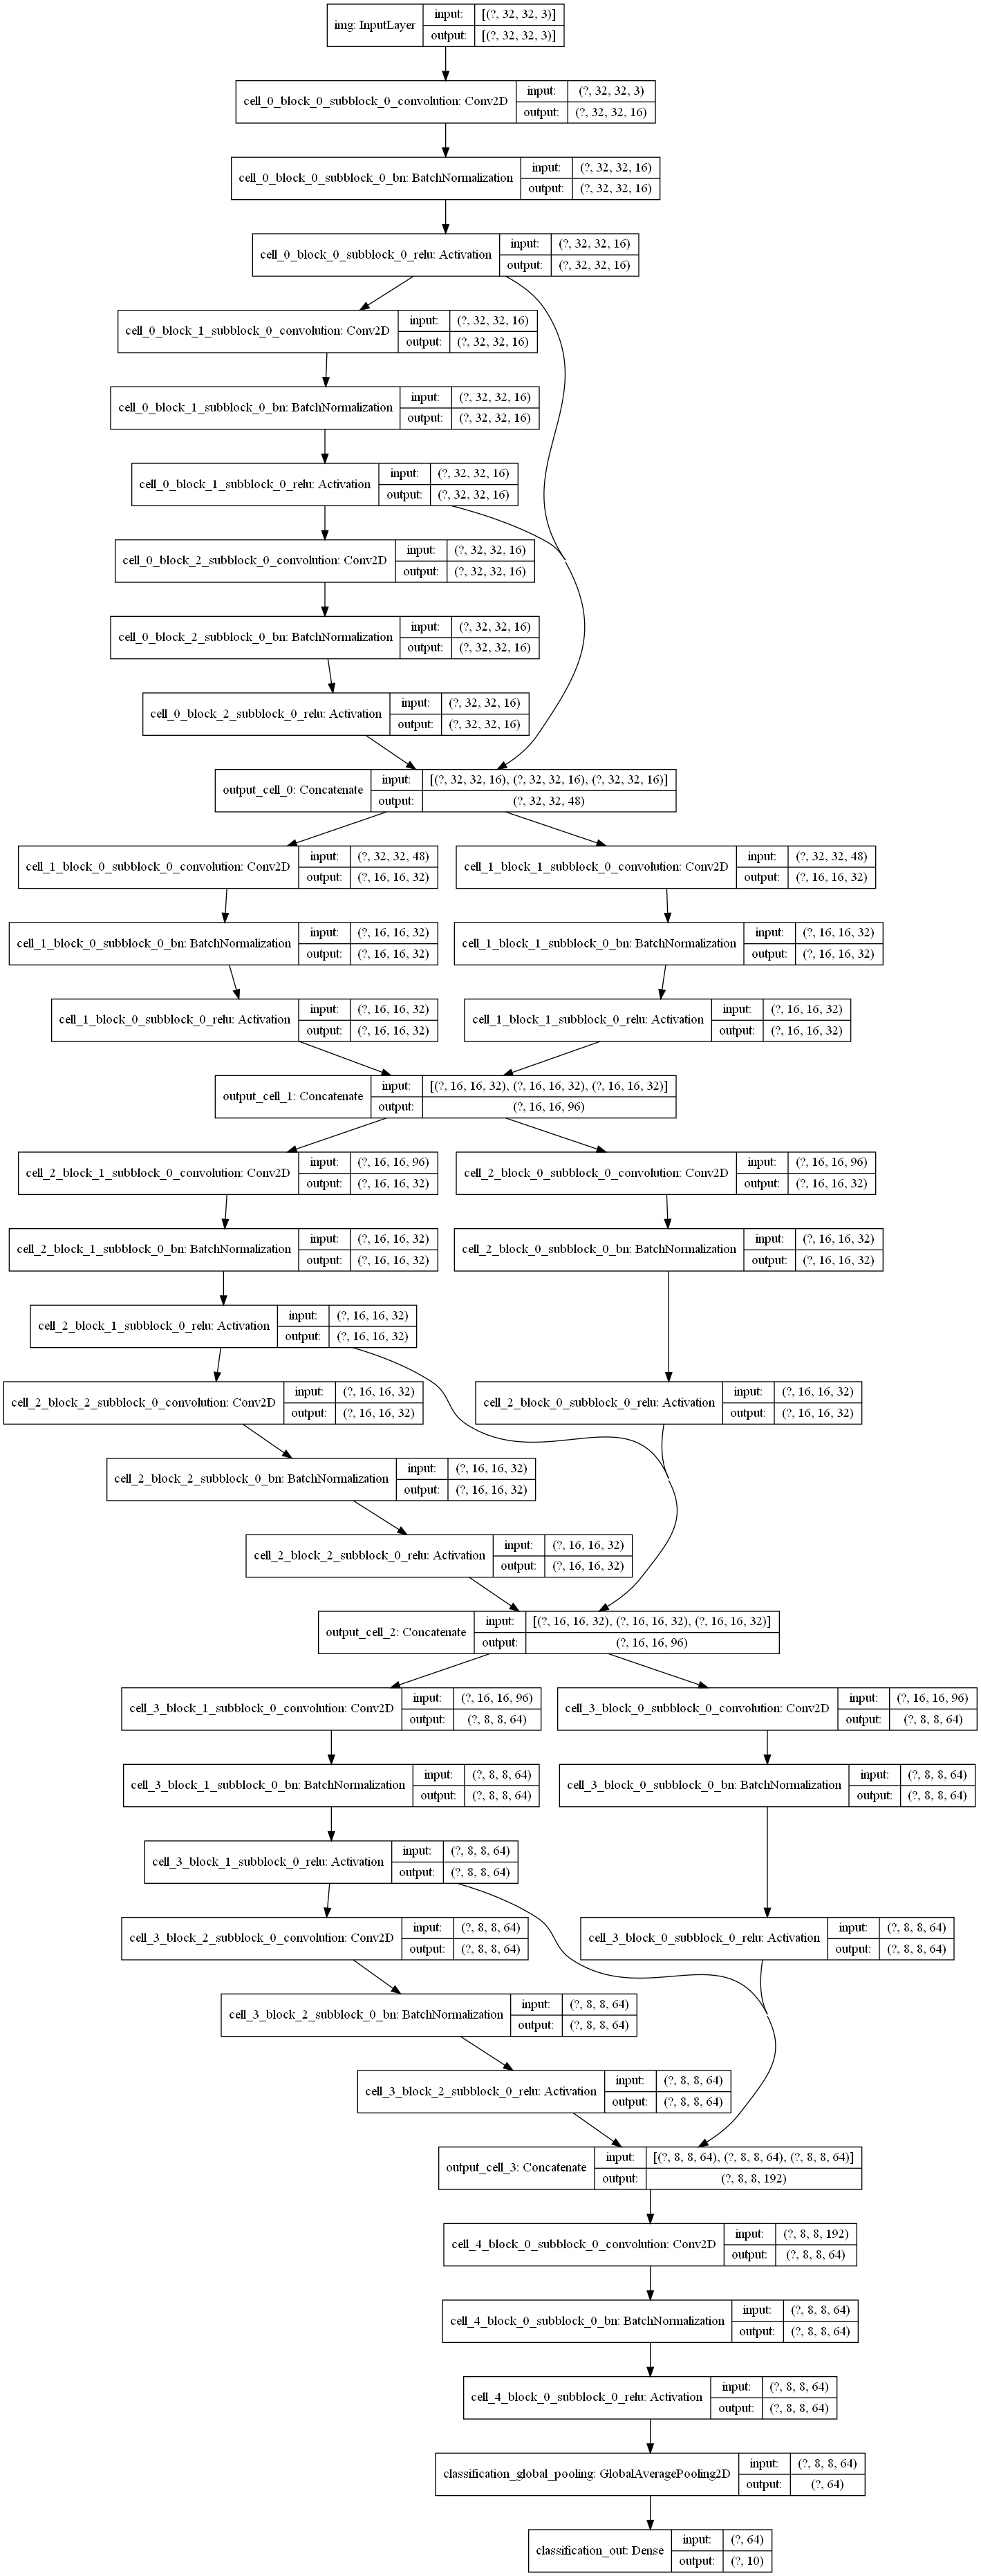 img: InputLayer input: [(?, 32, 32, 3)]
output: [(?, 32, 32, 3)]
cell_0_block_0_subblock_0_convolution: Conv2D input: (?, 32, 32, 3)
output: (?, 32, 32, 16)
cell_0_block_0_subblock_0_bn: BatchNormalization input: (?, 32, 32, 16)
output: (?, 32, 32, 16)
cell_0_block_0_subblock_0_relu: Activation input: (?, 32, 32, 16)
output: (?, 32, 32, 16)
cell_0_block_1_subblock_0_convolution: Conv2D input: (?, 32, 32, 16)
output: (?, 32, 32, 16)
cell_0_block_1_subblock_0_bn: BatchNormalization input: (?, 32, 32, 16)
output: (?, 32, 32, 16)
cell_0_block_1_subblock_0_relu: Activation input: (?, 32, 32, 16)
output: (?, 32, 32, 16)
cell_0_block_2_subblock_0_convolution: Conv2D input: (?, 32, 32, 16)
output: (?, 32, 32, 16)
cell_0_block_2_subblock_0_bn: BatchNormalization input: (?, 32, 32, 16)
output: (?, 32, 32, 16)
cell_0_block_2_subblock_0_relu: Activation input: (?, 32, 32, 16)
output: (?, 32, 32, 16)
output_cell_0: Concatenate input: [(?, 32, 32, 16), (?, 32, 32, 16), (?, 32, 32, 16)]
output: (?, 32, 32, 48)
cell_1_block_0_subblock_0_convolution: Conv2D input: (?, 32, 32, 48)
output: (?, 16, 16, 32)
cell_1_block_1_subblock_0_convolution: Conv2D input: (?, 32, 32, 48)
output: (?, 16, 16, 32)
cell_1_block_0_subblock_0_bn: BatchNormalization input: (?, 16, 16, 32)
output: (?, 16, 16, 32)
cell_1_block_1_subblock_0_bn: BatchNormalization input: (?, 16, 16, 32)
output: (?, 16, 16, 32)
cell_1_block_0_subblock_0_relu: Activation input: (?, 16, 16, 32)
output: (?, 16, 16, 32)
cell_1_block_1_subblock_0_relu: Activation input: (?, 16, 16, 32)
output: (?, 16, 16, 32)
output_cell_1: Concatenate input: [(?, 16, 16, 32), (?, 16, 16, 32), (?, 16, 16, 32)]
output: (?, 16, 16, 96)
cell_2_block_1_subblock_0_convolution: Conv2D input: (?, 16, 16, 96)
output: (?, 16, 16, 32)
cell_2_block_0_subblock_0_convolution: Conv2D input: (?, 16, 16, 96)
output: (?, 16, 16, 32)
cell_2_block_1_subblock_0_bn: BatchNormalization input: (?, 16, 16, 32)
output: (?, 16, 16, 32)
cell_2_block_0_subblock_0_bn: BatchNormalization input: (?, 16, 16, 32)
output: (?, 16, 16, 32)
cell_2_block_1_subblock_0_relu: Activation input: (?, 16, 16, 32)
output: (?, 16, 16, 32)
cell_2_block_2_subblock_0_convolution: Conv2D input: (?, 16, 16, 32)
output: (?, 16, 16, 32)
cell_2_block_0_subblock_0_relu: Activation input: (?, 16, 16, 32)
output: (?, 16, 16, 32)
cell_2_block_2_subblock_0_bn: BatchNormalization input: (?, 16, 16, 32)
output: (?, 16, 16, 32)
cell_2_block_2_subblock_0_relu: Activation input: (?, 16, 16, 32)
output: (?, 16, 16, 32)
output_cell_2: Concatenate input: [(?, 16, 16, 32), (?, 16, 16, 32), (?, 16, 16, 32)]
output: (?, 16, 16, 96)
cell_3_block_1_subblock_0_convolution: Conv2D input: (?, 16, 16, 96)
output: (?, 8, 8, 64)
cell_3_block_0_subblock_0_convolution: Conv2D input: (?, 16, 16, 96)
output: (?, 8, 8, 64)
cell_3_block_1_subblock_0_bn: BatchNormalization input: (?, 8, 8, 64)
output: (?, 8, 8, 64)
cell_3_block_0_subblock_0_bn: BatchNormalization input: (?, 8, 8, 64)
output: (?, 8, 8, 64)
cell_3_block_1_subblock_0_relu: Activation input: (?, 8, 8, 64)
output: (?, 8, 8, 64)
cell_3_block_2_subblock_0_convolution: Conv2D input: (?, 8, 8, 64)
output: (?, 8, 8, 64)
cell_3_block_0_subblock_0_relu: Activation input: (?, 8, 8, 64)
output: (?, 8, 8, 64)
cell_3_block_2_subblock_0_bn: BatchNormalization input: (?, 8, 8, 64)
output: (?, 8, 8, 64)
cell_3_block_2_subblock_0_relu: Activation input: (?, 8, 8, 64)
output: (?, 8, 8, 64)
output_cell_3: Concatenate input: [(?, 8, 8, 64), (?, 8, 8, 64), (?, 8, 8, 64)]
output: (?, 8, 8, 192)
cell_4_block_0_subblock_0_convolution: Conv2D input: (?, 8, 8, 192)
output: (?, 8, 8, 64)
cell_4_block_0_subblock_0_bn: BatchNormalization input: (?, 8, 8, 64)
output: (?, 8, 8, 64)
cell_4_block_0_subblock_0_relu: Activation input: (?, 8, 8, 64)
output: (?, 8, 8, 64)
classification_global_pooling: GlobalAveragePooling2D input: (?, 8, 8, 64)
output: (?, 64)
classification_out: Dense input: (?, 64)
output: (?, 10)